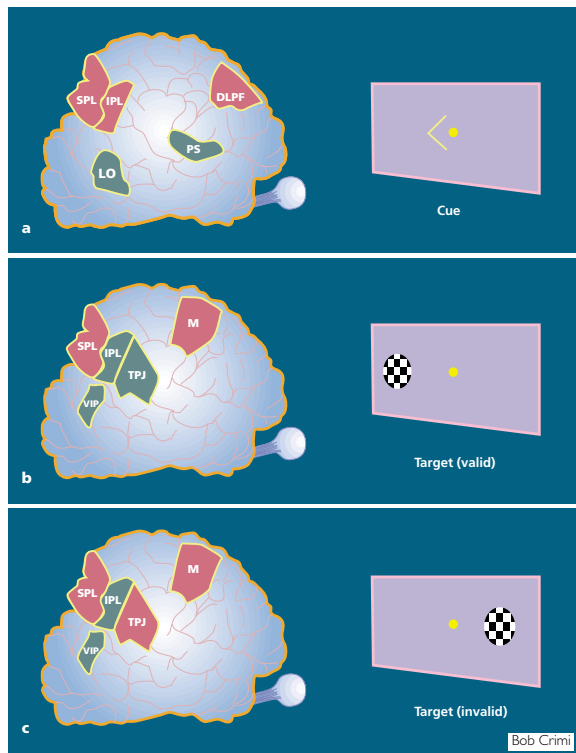 SPL
IPL
DLPF
PS
LO
Cue
a
M
SPL
IPL
TPJ
VIP
Target (valid)
b
M
SPL
IPL
TPJ
VIP
Target (invalid)
c
Bob Crimi